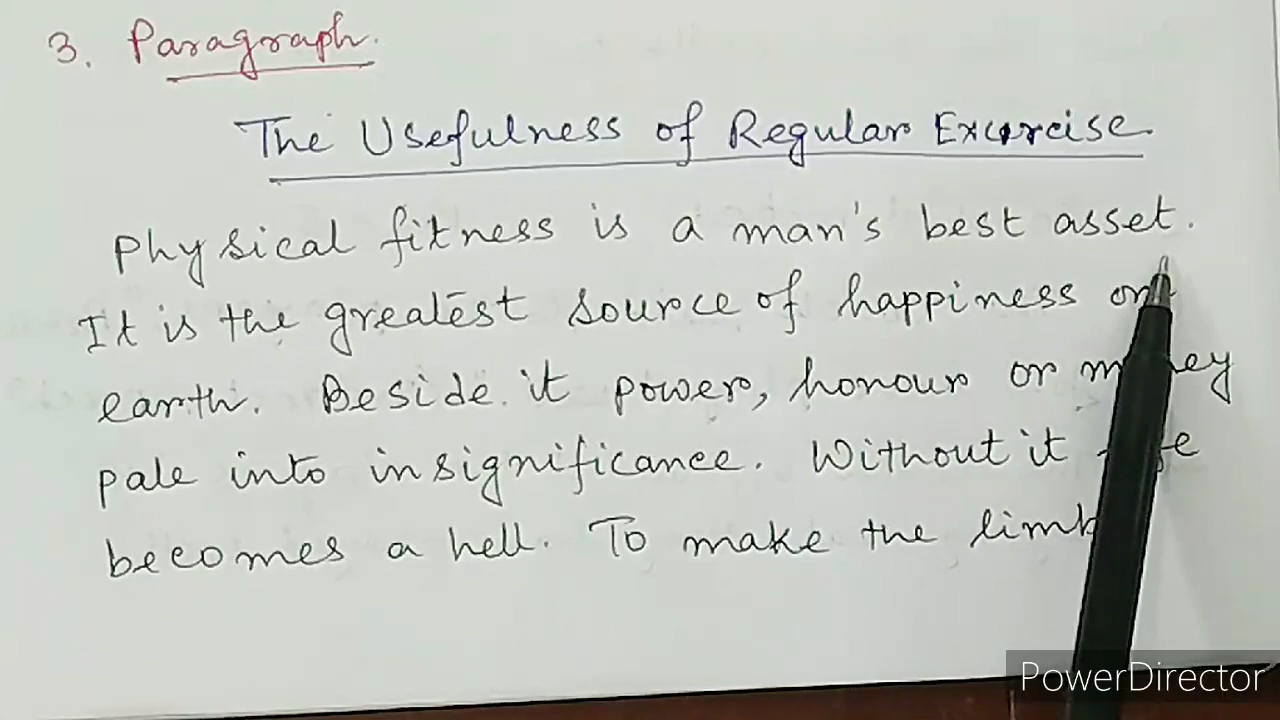 3. Paragraph.
The Usefulness of Regular Exercise.
Physical fitness is a man's best asset.
It is the greatest source of happiness on
earth. Beside it power, honour or money
pale into insignificance. Without it
becomes a hell. To make the limb
PowerDirector